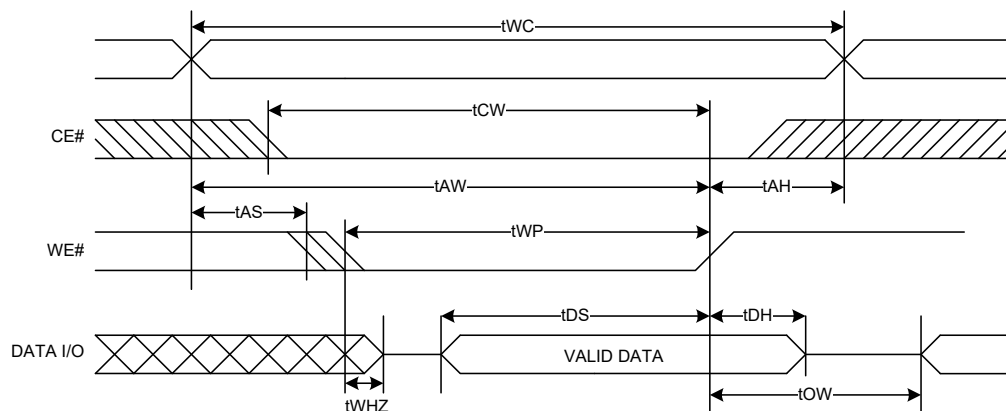 tWC
tCW
CE#
tAW
tAH
tAS
tWP
WE#
tDS
tDH
DATA I/O
VALID DATA
tWHZ
tOW